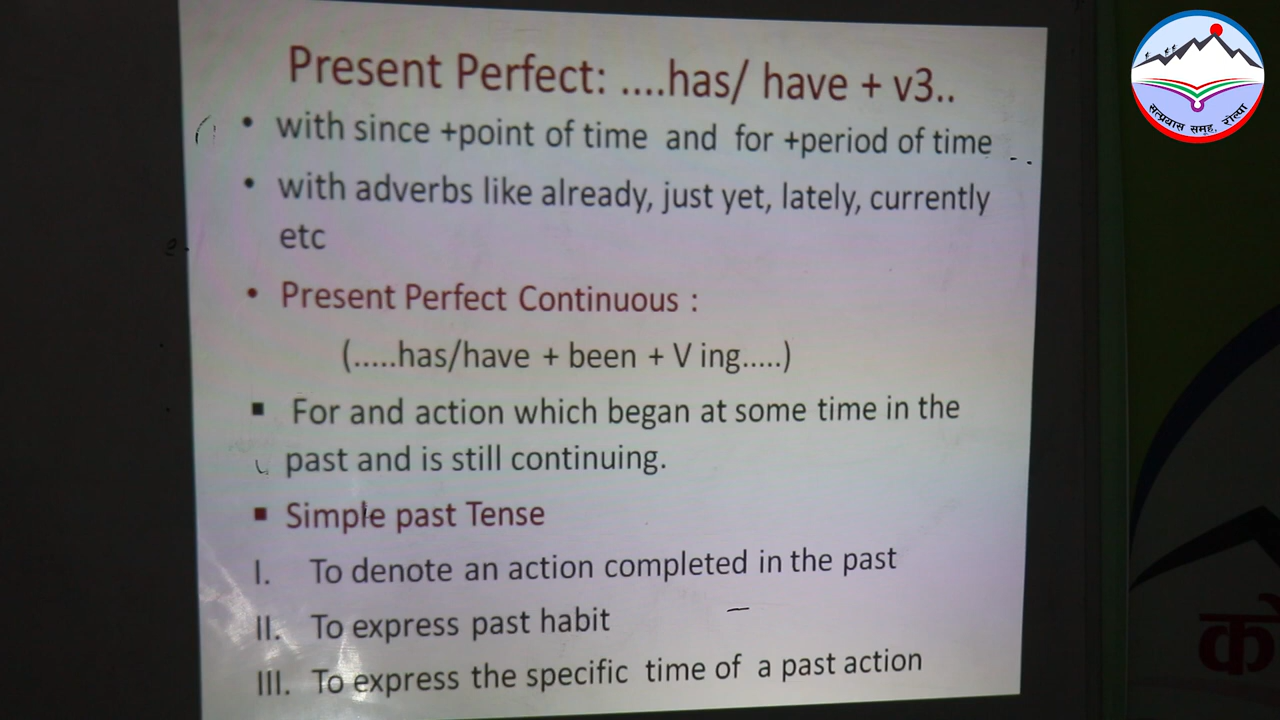 Present Perfect: ....has/ have + v3..
• with since +point of time and for +period of time
• with adverbs like already, just yet, lately, currently
etc
• Present Perfect Continuous :
(.....has/have + been + V ing.....)
▪ For and action which began at some time in the
past and is still continuing.
▪ Simple past Tense
I. To denote an action completed in the past
II. To express past habit
III. To express the specific time of a past action
सत्प्रवास समूह, रोल्पा